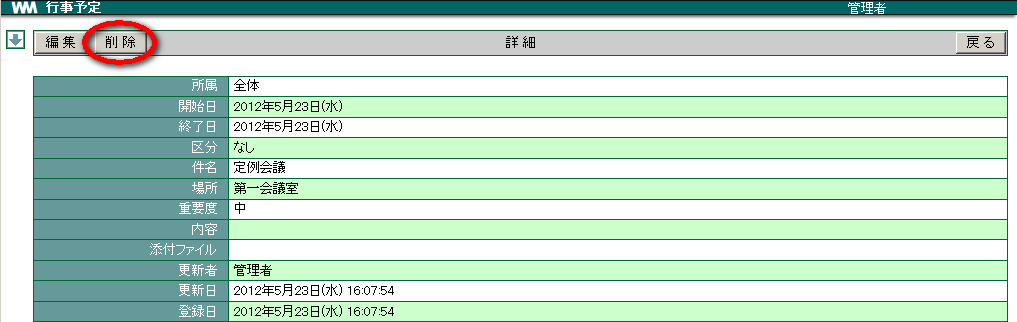 WM 行事予定 管理者
編集 削除 詳細 戻る
所属 全体
開始日 2012年5月23日(水)
終了日 2012年5月23日(水)
区分 なし
件名 定例会議
場所 第一会議室
重要度 中
内容
添付ファイル
更新者 管理者
更新日 2012年5月23日(水) 16:07:54
登録日 2012年5月23日(水) 16:07:54